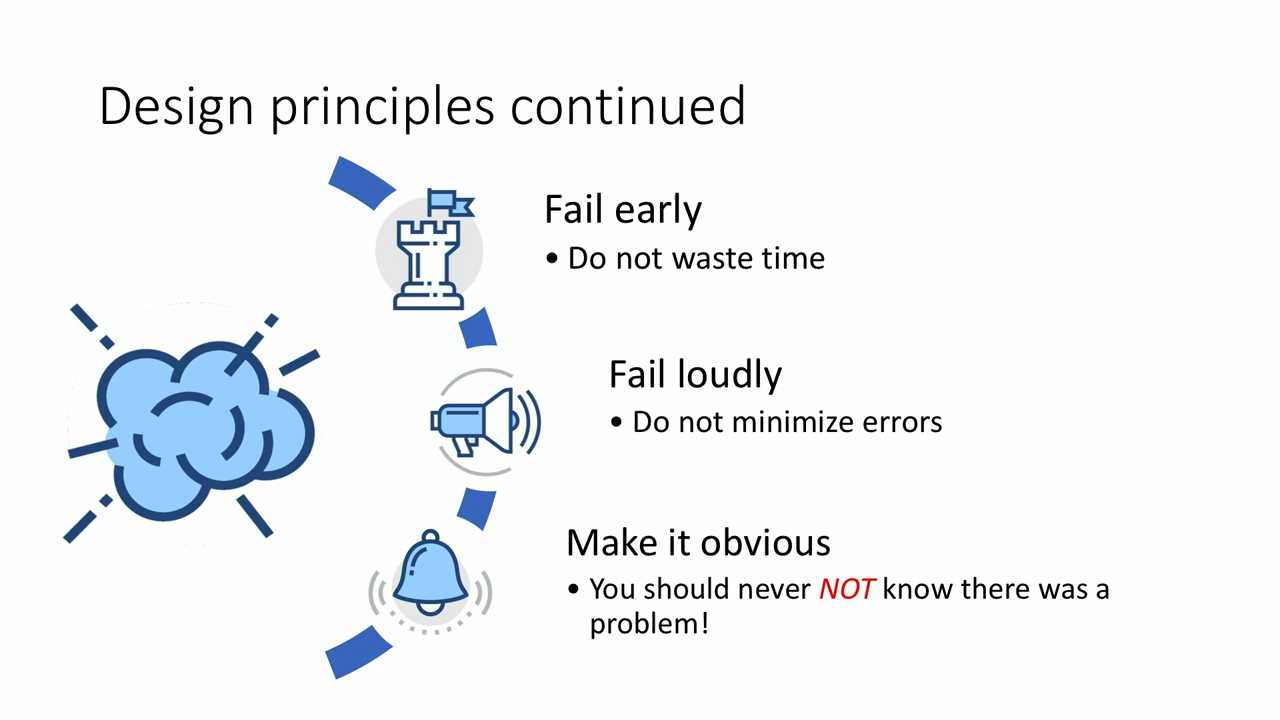 Design principles continued
Fail early
• Do not waste time
Fail loudly
• Do not minimize errors
Make it obvious
• You should never NOT know there was a
problem!